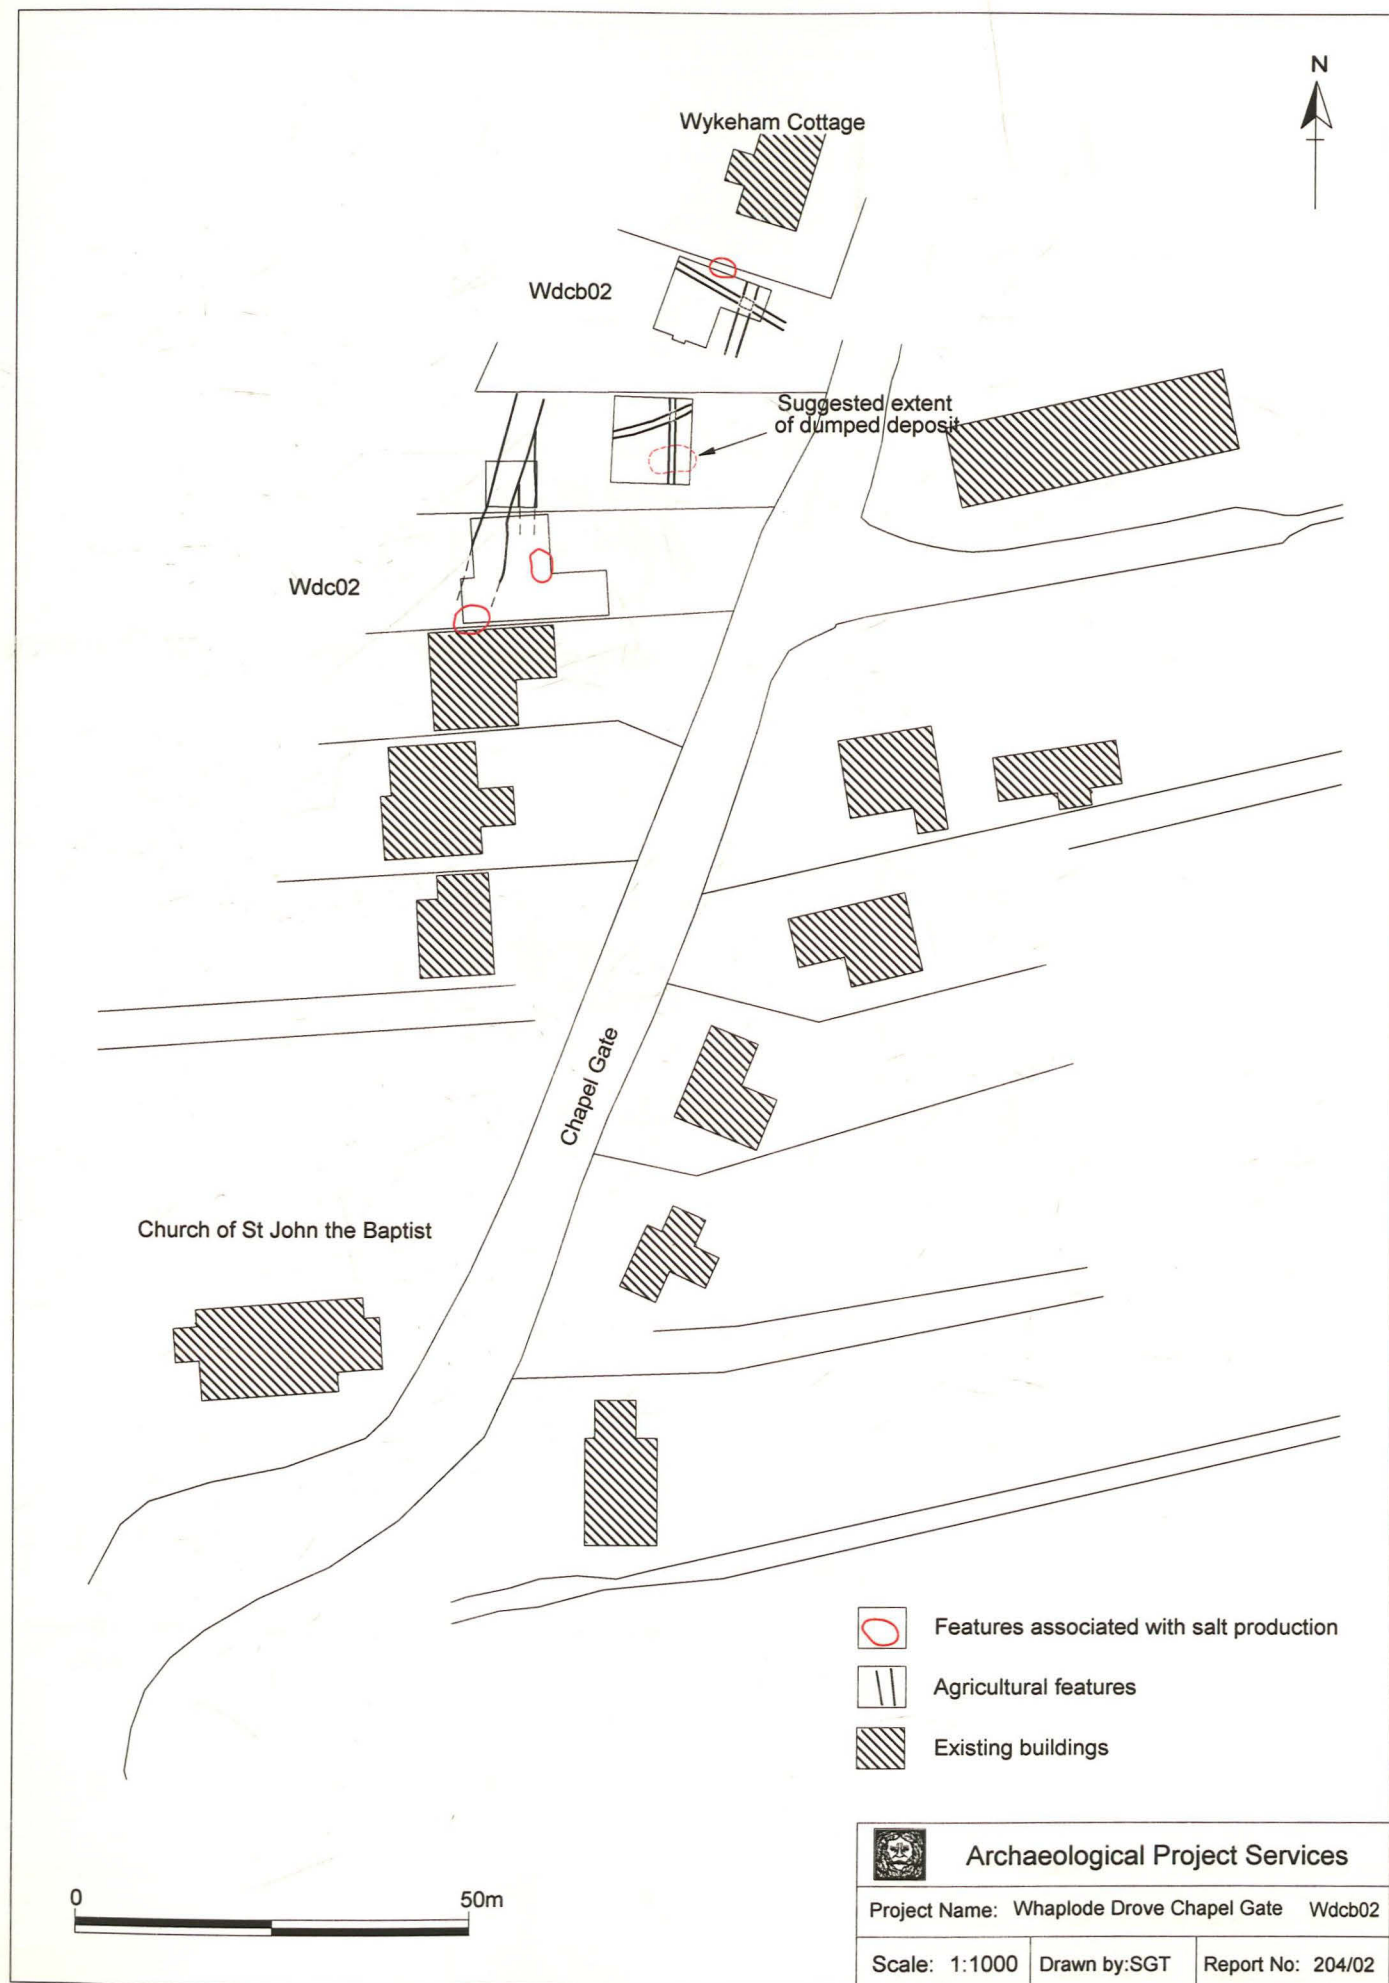 N
Wykeham Cottage
Wdcb02
Suggested extent
of dumped deposit
Wdc02
Chapel Gate
Church of St John the Baptist
Features associated with salt production
Agricultural features
Existing buildings
0 50m
Archaeological Project Services
Project Name: Whaplode Drove Chapel Gate Wdcb02
Scale: 1:1000 Drawn by:SGT Report No: 204/02